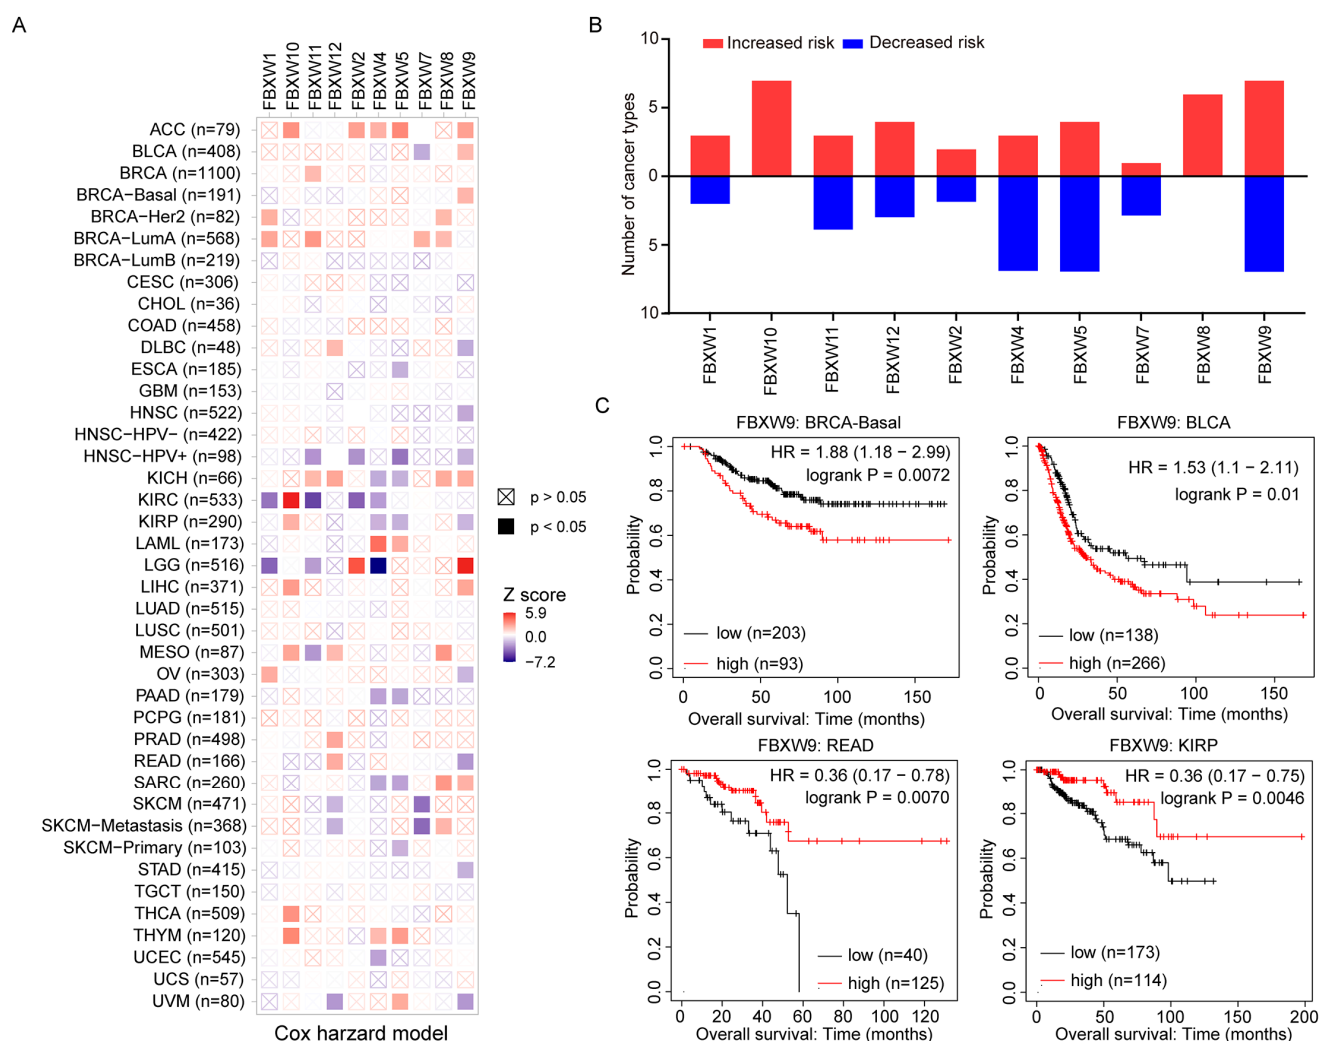 A
FBXW1
FBXW10
FBXW11
FBXW12
FBXW2
FBXW4
FBXW5
FBXW7
FBXW8
FBXW9
ACC (n=79)
BLCA (n=408)
BRCA (n=1100)
BRCA−Basal (n=191)
BRCA−Her2 (n=82)
BRCA−LumA (n=568)
BRCA−LumB (n=219)
CESC (n=306)
CHOL (n=36)
COAD (n=458)
DLBC (n=48)
ESCA (n=185)
GBM (n=153)
HNSC (n=522)
HNSC−HPV− (n=422)
HNSC−HPV+ (n=98)
KICH (n=66)
KIRC (n=533)
KIRP (n=290)
LAML (n=173)
LGG (n=516)
LIHC (n=371)
LUAD (n=515)
LUSC (n=501)
MESO (n=87)
OV (n=303)
PAAD (n=179)
PCPG (n=181)
PRAD (n=498)
READ (n=166)
SARC (n=260)
SKCM (n=471)
SKCM−Metastasis (n=368)
SKCM−Primary (n=103)
STAD (n=415)
TGCT (n=150)
THCA (n=509)
THYM (n=120)
UCEC (n=545)
UCS (n=57)
UVM (n=80)
Cox harzard model
p > 0.05
p < 0.05
Z score
5.9
0.0
−7.2
B
Increased risk
Decreased risk
Number of cancer types
10
5
0
5
10
FBXW1
FBXW10
FBXW11
FBXW12
FBXW2
FBXW4
FBXW5
FBXW7
FBXW8
FBXW9
C
FBXW9: BRCA-Basal
HR = 1.88 (1.18 − 2.99)
logrank P = 0.0072
Probability
1.0
0.8
0.6
0.4
0.2
0.0
low (n=203)
high (n=93)
0 50 100 150
Overall survival: Time (months)
FBXW9: BLCA
HR = 1.53 (1.1 − 2.11)
logrank P = 0.01
Probability
1.0
0.8
0.6
0.4
0.2
0.0
low (n=138)
high (n=266)
0 50 100 150
Overall survival: Time (months)
FBXW9: READ
HR = 0.36 (0.17 − 0.78)
logrank P = 0.0070
Probability
1.0
0.8
0.6
0.4
0.2
0.0
low (n=40)
high (n=125)
0 20 40 60 80 100 120
Overall survival: Time (months)
FBXW9: KIRP
HR = 0.36 (0.17 − 0.75)
logrank P = 0.0046
Probability
1.0
0.8
0.6
0.4
0.2
0.0
low (n=173)
high (n=114)
0 50 100 150 200
Overall survival: Time (months)